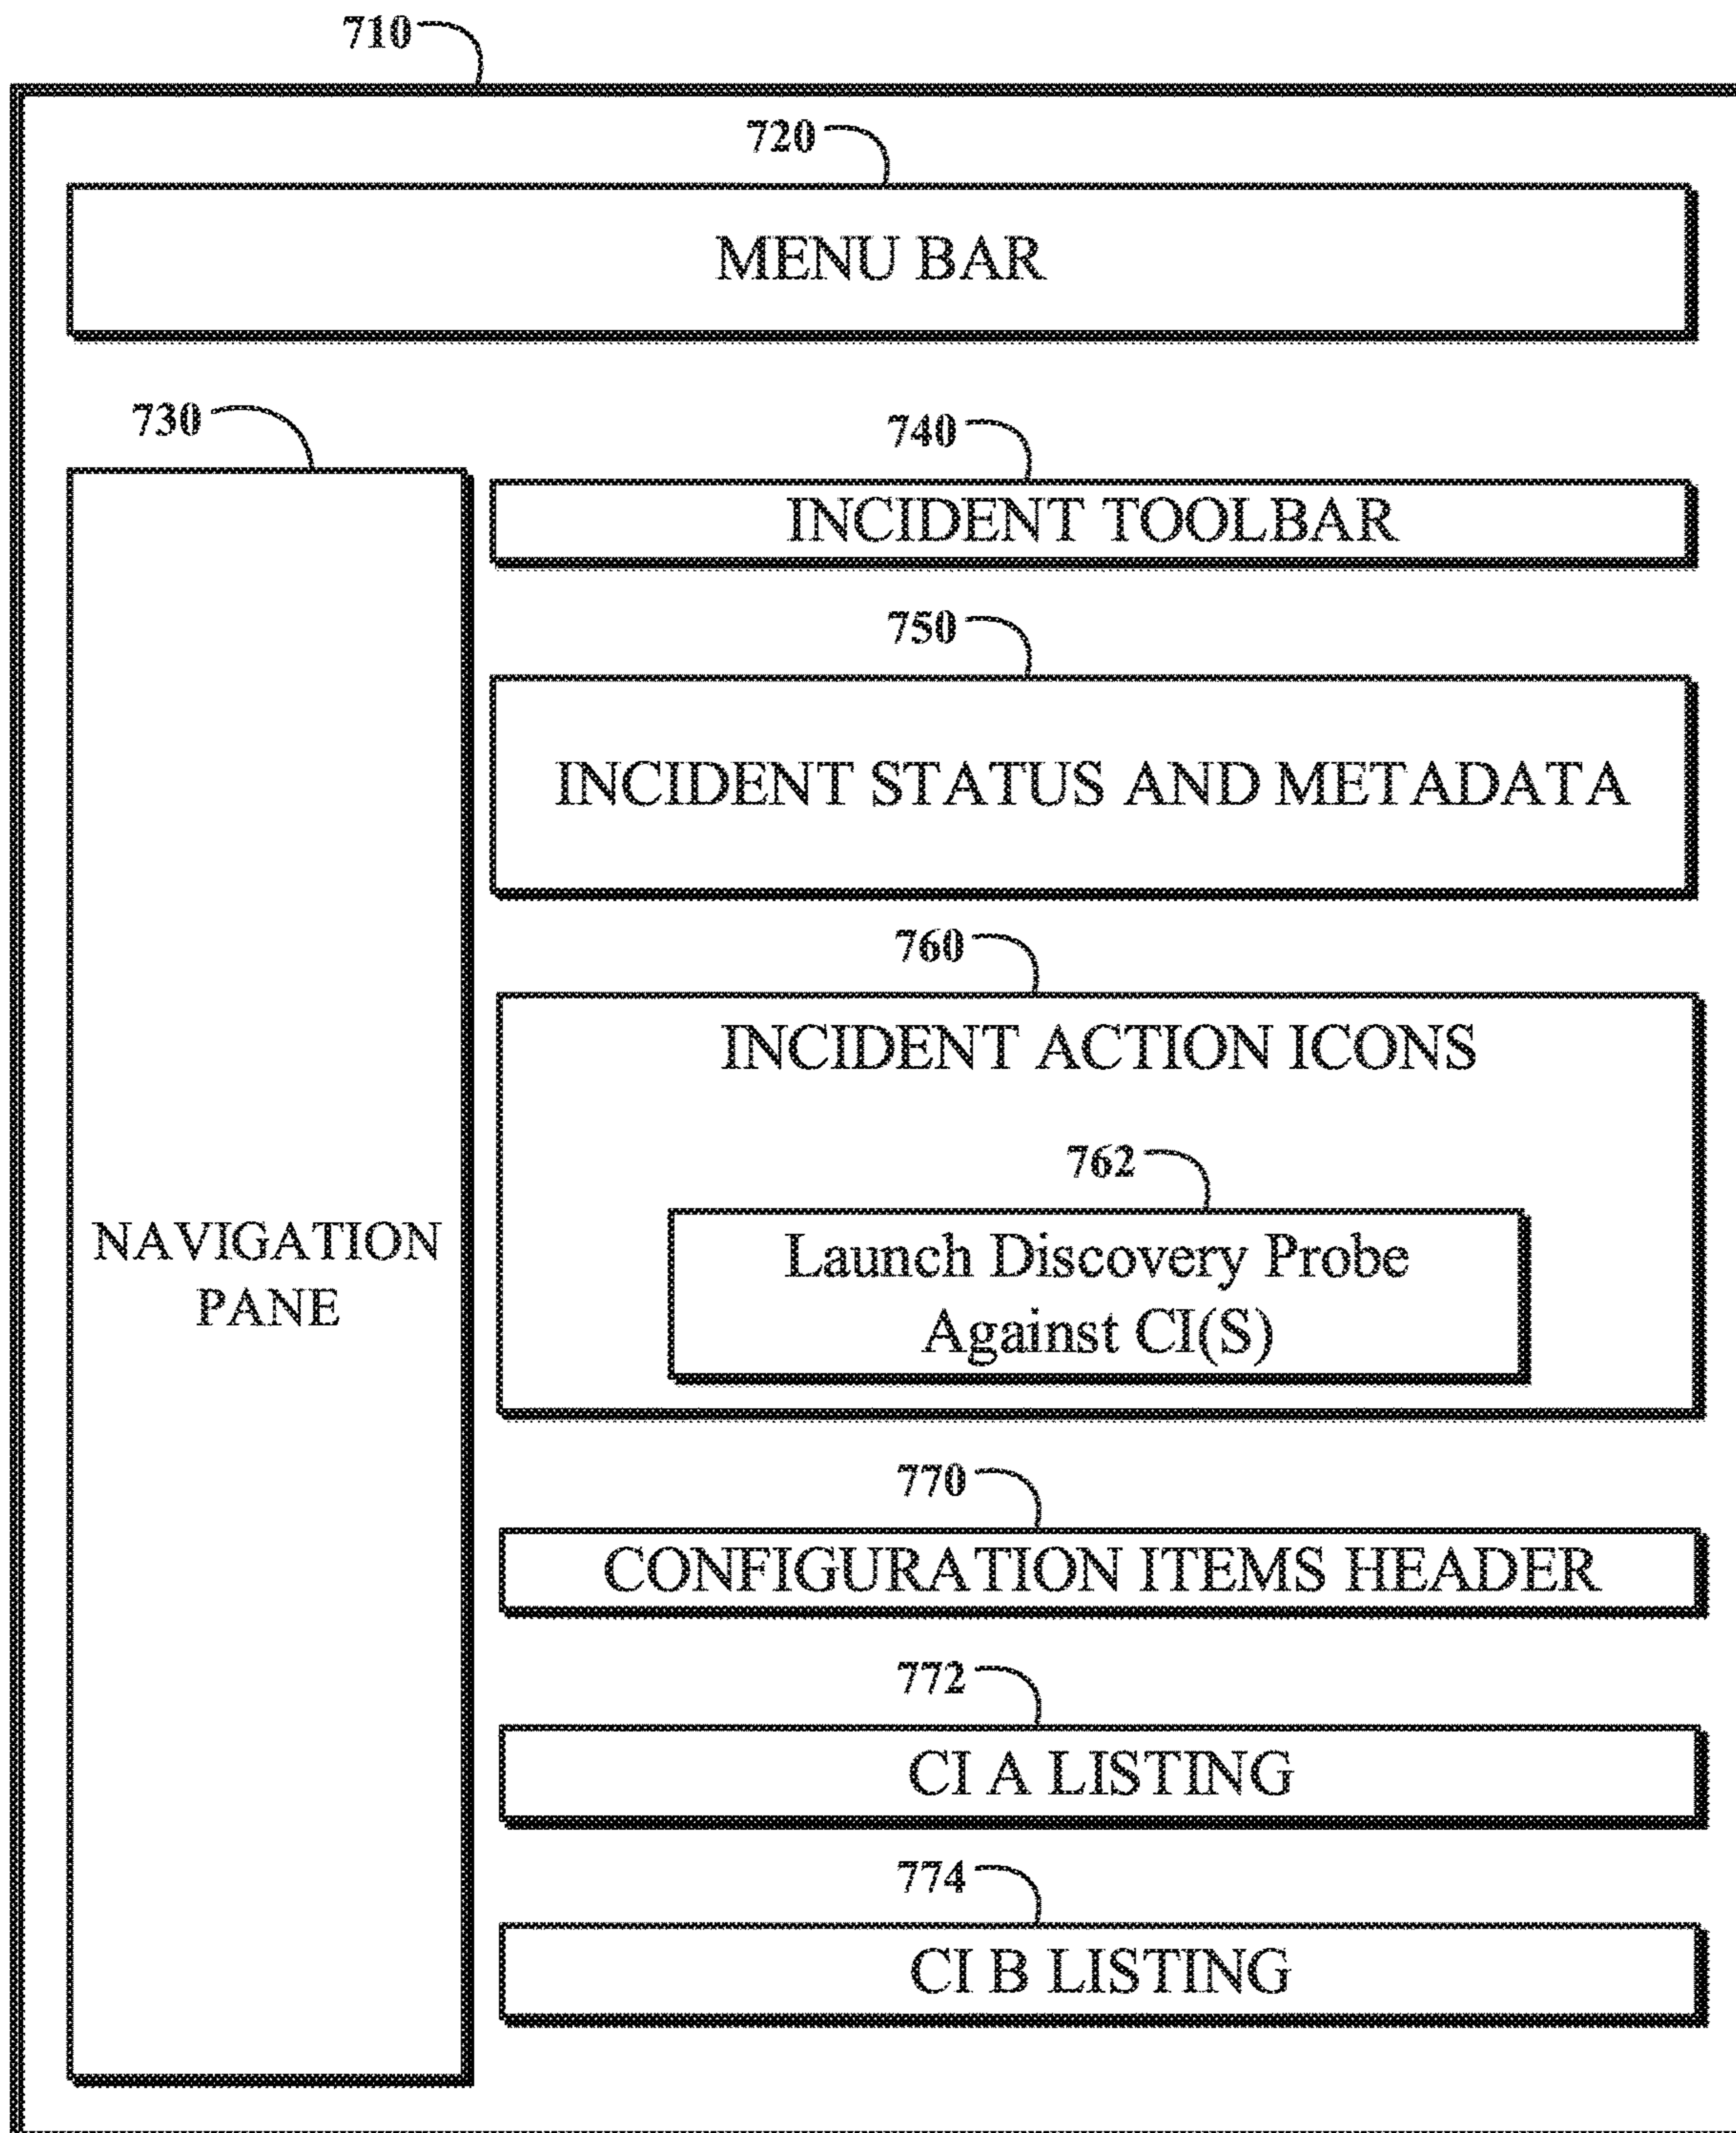 710
720
MENU BAR
730
NAVIGATION
PANE
740
INCIDENT TOOLBAR
750
INCIDENT STATUS AND METADATA
760
INCIDENT ACTION ICONS
762
Launch Discovery Probe
Against CI(S)
770
CONFIGURATION ITEMS HEADER
772
CI A LISTING
774
CI B LISTING